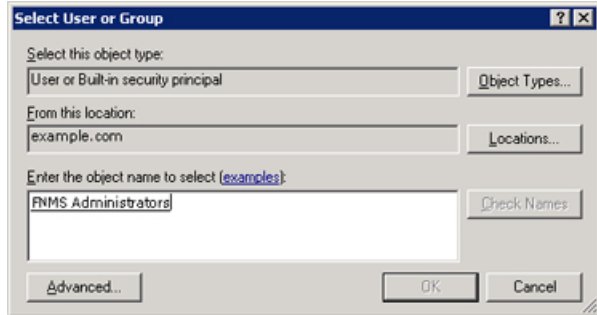 Select User or Group
Select this object type:
User or Built-in security principal
Object Types...
From this location:
example.com
Locations...
Enter the object name to select (examples):
FNMS Administrators
Check Names
Advanced...
OK
Cancel